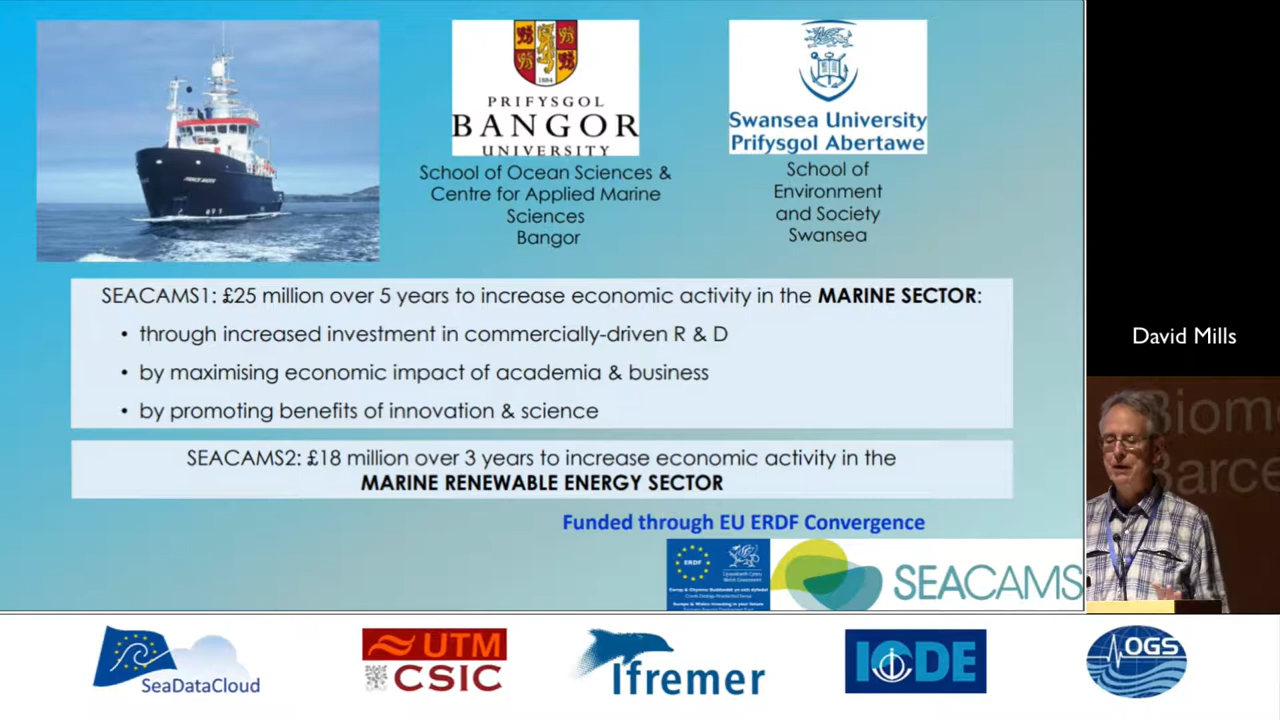 1884
PRIFYSGOL
BANGOR
UNIVERSITY
School of Ocean Sciences &
Centre for Applied Marine
Sciences
Bangor
Swansea University
Prifysgol Abertawe
School of
Environment
and Society
Swansea
SEACAMS1: £25 million over 5 years to increase economic activity in the MARINE SECTOR:
• through increased investment in commercially-driven R & D
• by maximising economic impact of academia & business
• by promoting benefits of innovation & science
SEACAMS2: £18 million over 3 years to increase economic activity in the
MARINE RENEWABLE ENERGY SECTOR
Funded through EU ERDF Convergence
ERDF
SEACAMS
David Mills
Biom
Barce
SeaDataCloud
UTM
CSIC
Ifremer
IODE
OGS